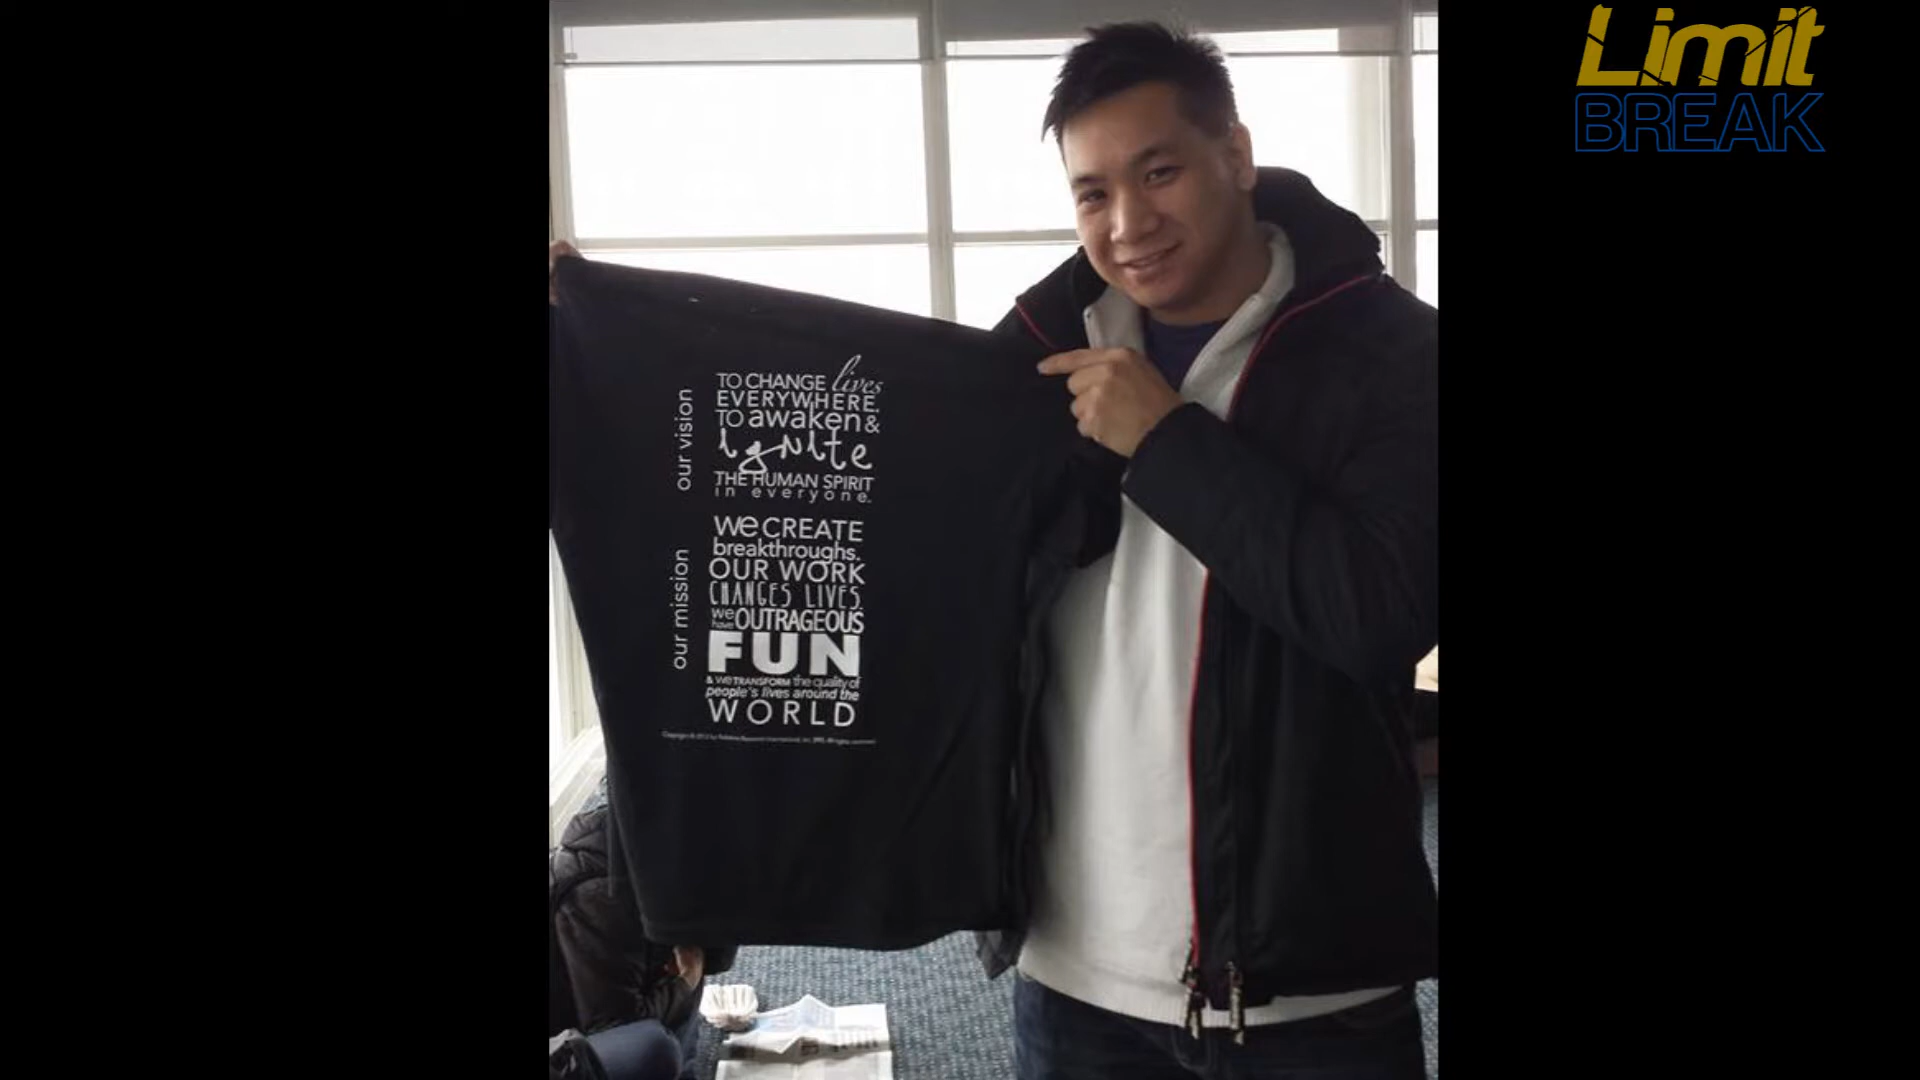 Limit
BREAK
our vision
TO CHANGE lives
EVERYWHERE.
TO awaken &
ignite
THE HUMAN SPIRIT
in everyone.
our mission
we CREATE
breakthroughs.
OUR WORK
CHANGES LIVES.
we have OUTRAGEOUS
FUN
& we TRANSFORM the quality of
people's lives around the
WORLD